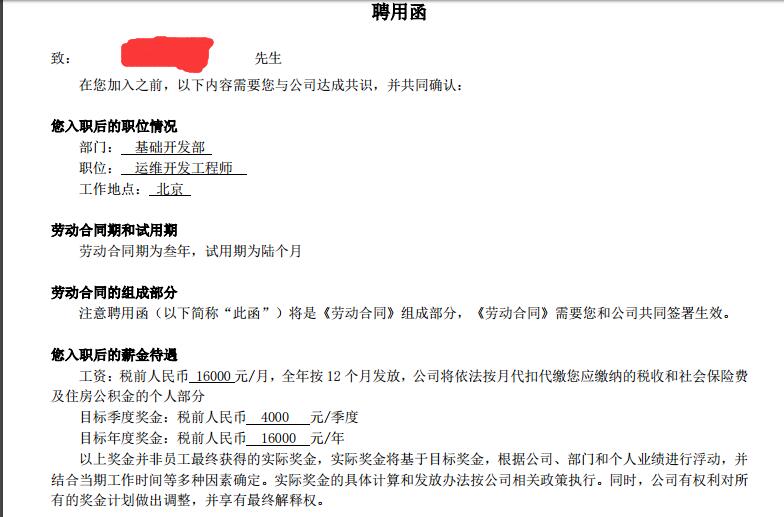 聘用函
致： 先生
在您加入之前，以下内容需要您与公司达成共识，并共同确认：
您入职后的职位情况
部门： 基础开发部
职位： 运维开发工程师
工作地点： 北京
劳动合同期和试用期
劳动合同期为叁年，试用期为陆个月
劳动合同的组成部分
注意聘用函（以下简称“此函”）将是《劳动合同》组成部分，《劳动合同》需要您和公司共同签署生效。
您入职后的薪金待遇
工资：税前人民币 16000 元/月，全年按 12 个月发放，公司将依法按月代扣代缴您应缴纳的税收和社会保险费
及住房公积金的个人部分
目标季度奖金：税前人民币 4000 元/季度
目标年度奖金：税前人民币 16000 元/年
以上奖金并非员工最终获得的实际奖金，实际奖金将基于目标奖金，根据公司、部门和个人业绩进行浮动，并
结合当期工作时间等多种因素确定。实际奖金的具体计算和发放办法按公司相关政策执行。同时，公司有权利对所
有的奖金计划做出调整，并享有最终解释权。